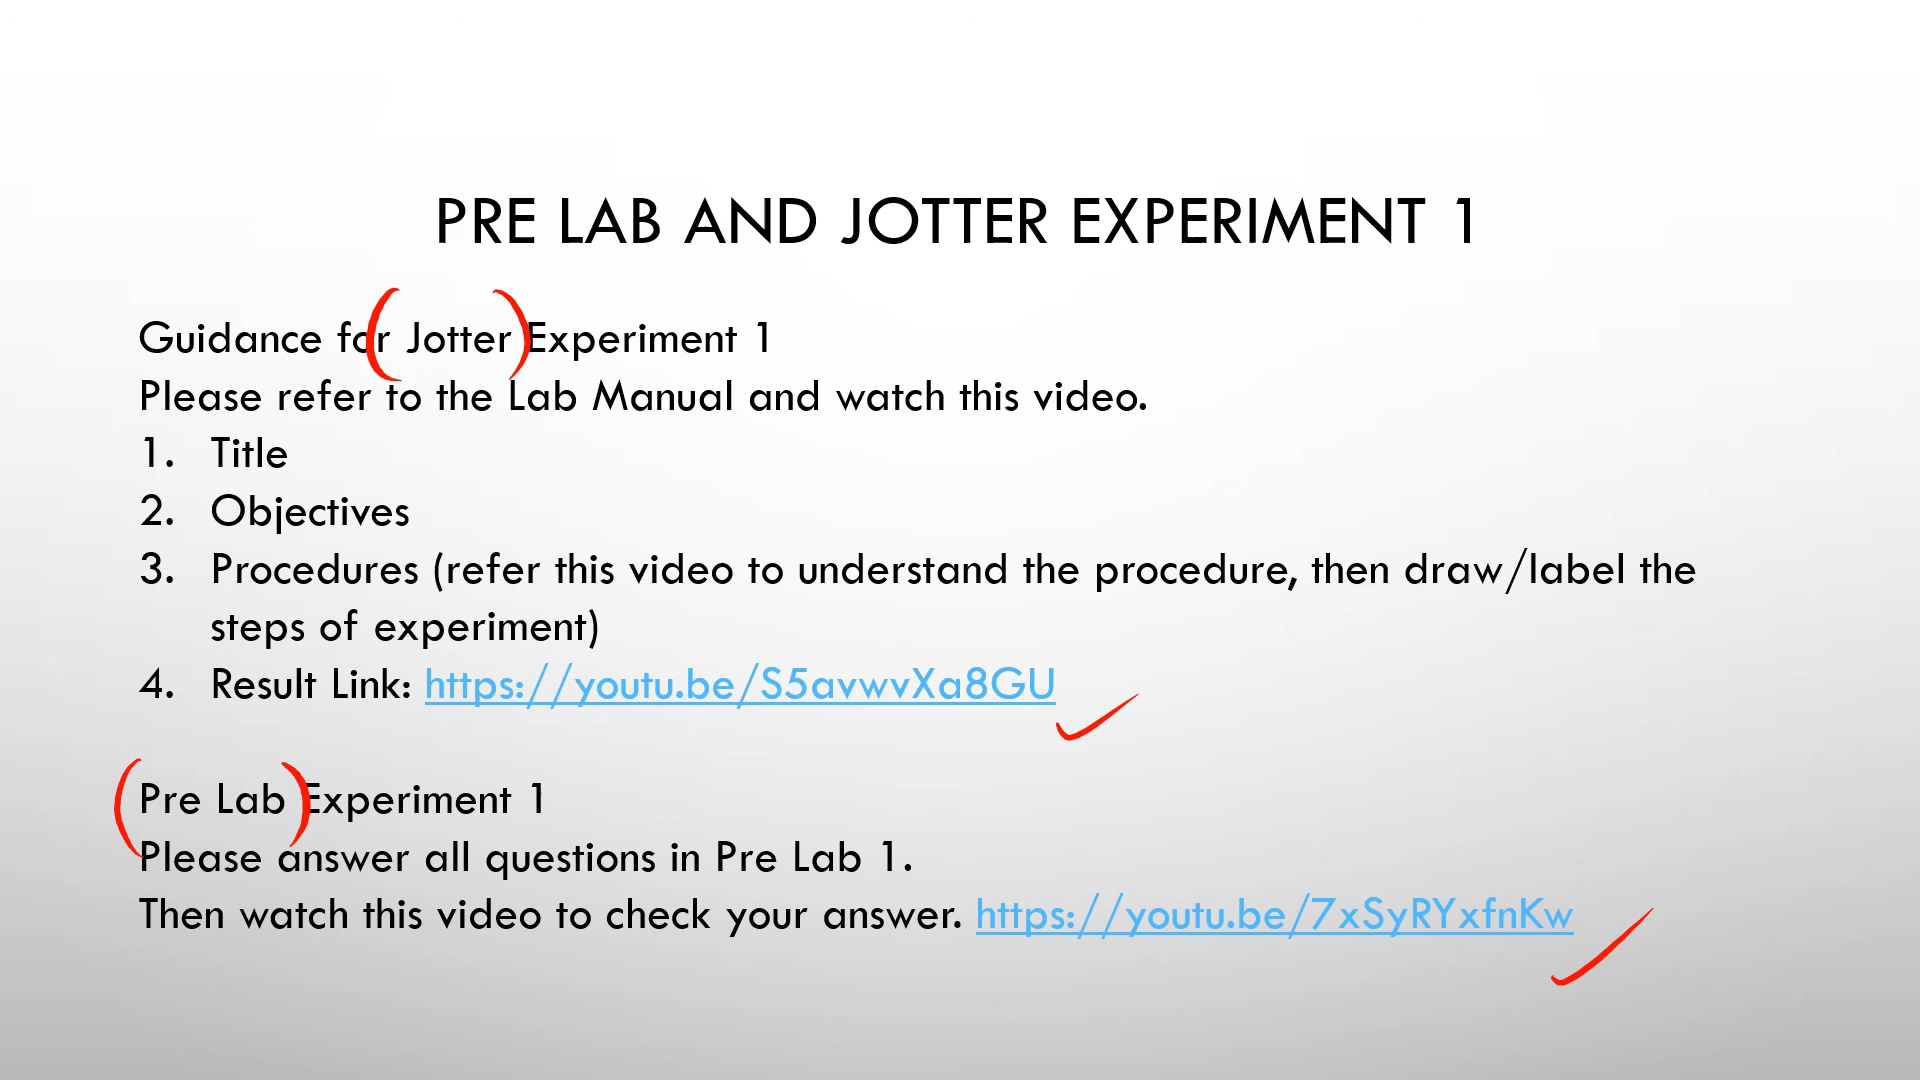 PRE LAB AND JOTTER EXPERIMENT 1
Guidance for Jotter Experiment 1
Please refer to the Lab Manual and watch this video.
1. Title
2. Objectives
3. Procedures (refer this video to understand the procedure, then draw/label the
steps of experiment)
4. Result Link: https://youtu.be/S5avwvXa8GU
Pre Lab Experiment 1
Please answer all questions in Pre Lab 1.
Then watch this video to check your answer. https://youtu.be/7xSyRYxfnKw